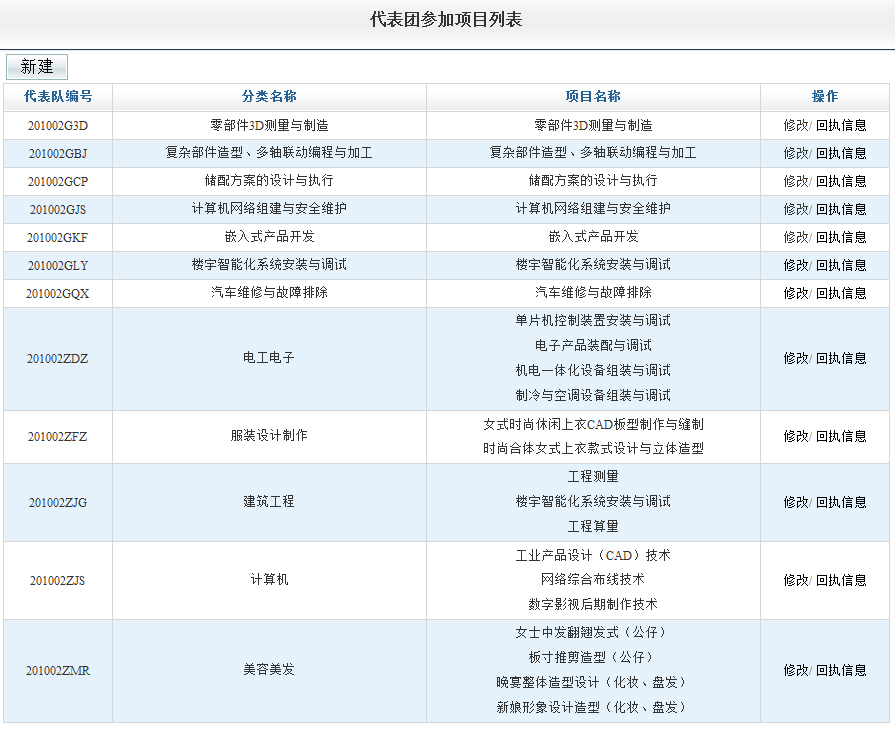 代表团参加项目列表
新建
代表队编号 分类名称 项目名称 操作
201002G3D 零部件3D测量与制造 零部件3D测量与制造 修改/ 回执信息
201002GBJ 复杂部件造型、多轴联动编程与加工 复杂部件造型、多轴联动编程与加工 修改/ 回执信息
201002GCP 储配方案的设计与执行 储配方案的设计与执行 修改/ 回执信息
201002GJS 计算机网络组建与安全维护 计算机网络组建与安全维护 修改/ 回执信息
201002GKF 嵌入式产品开发 嵌入式产品开发 修改/ 回执信息
201002GLY 楼宇智能化系统安装与调试 楼宇智能化系统安装与调试 修改/ 回执信息
201002GQX 汽车维修与故障排除 汽车维修与故障排除 修改/ 回执信息
201002ZDZ 电工电子 单片机控制装置安装与调试 修改/ 回执信息
电子产品装配与调试
机电一体化设备组装与调试
制冷与空调设备组装与调试
201002ZFZ 服装设计制作 女式时尚休闲上衣CAD板型制作与缝制 修改/ 回执信息
时尚合体女式上衣款式设计与立体造型
201002ZJG 建筑工程 工程测量 修改/ 回执信息
楼宇智能化系统安装与调试
工程算量
201002ZJS 计算机 工业产品设计（CAD）技术 修改/ 回执信息
网络综合布线技术
数字影视后期制作技术
201002ZMR 美容美发 女士中发翻翘发式（公仔） 修改/ 回执信息
板寸推剪造型（公仔）
晚宴整体造型设计（化妆、盘发）
新娘形象设计造型（化妆、盘发）